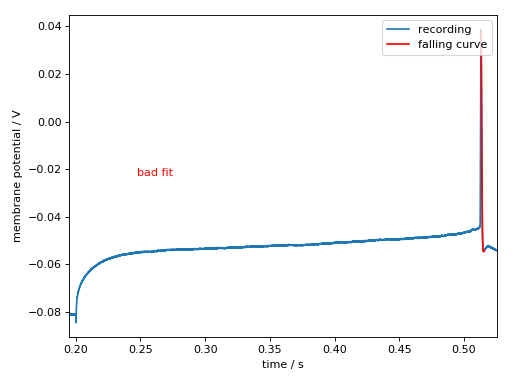 0.04
0.02
0.00
−0.02
−0.04
−0.06
−0.08
membrane potential / V
recording
falling curve
bad fit
0.20 0.25 0.30 0.35 0.40 0.45 0.50
time / s